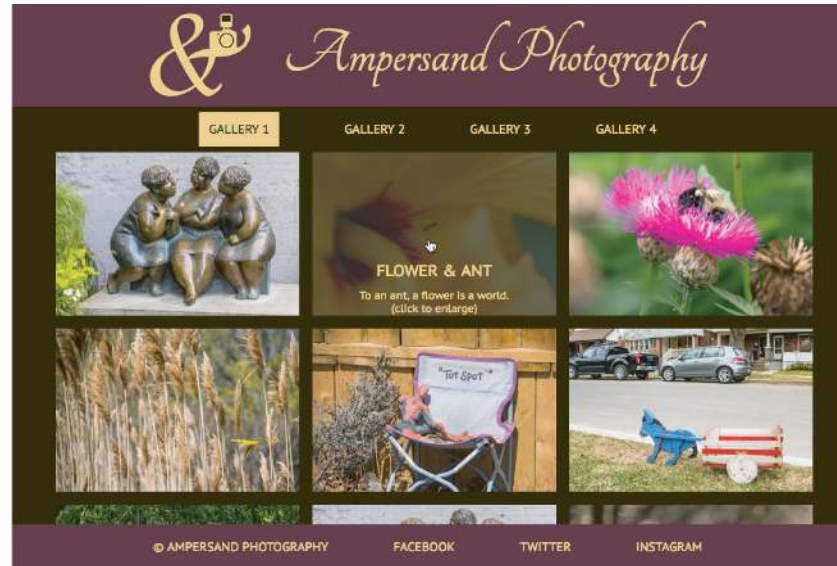 & Ampersand Photography
GALLERY 1 GALLERY 2 GALLERY 3 GALLERY 4
FLOWER & ANT
To an ant, a flower is a world.
(click to enlarge)
"Tot Spot"
© AMPERSAND PHOTOGRAPHY FACEBOOK TWITTER INSTAGRAM